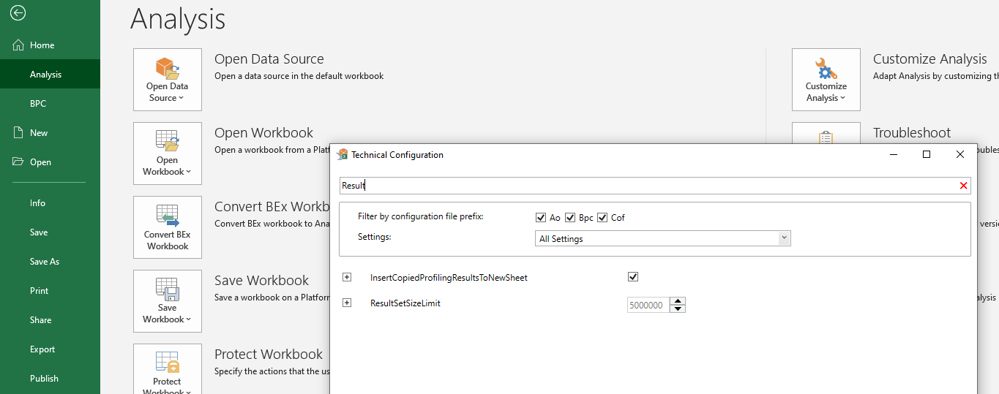 Analysis
Home
Analysis
BPC
New
Open
Info
Save
Save As
Print
Share
Export
Publish
Open Data Source
Open Data Source
Open a data source in the default workbook
Open Workbook
Open Workbook
Open a workbook from a Platf
Convert BEx Workbook
Convert BEx Workb
Convert BEx workbook to Ana
Save Workbook
Save Workbook
Save a workbook on a Platforn
Protect Workbook
Protect Workbook
Specify the actions that the us
Customize Analysis
Customize Analysis
Adapt Analysis by customizing th
Troubleshoot
Technical Configuration
Result
Filter by configuration file prefix:
Ao Bpc Cof
Settings:
All Settings
InsertCopiedProfilingResultsToNewSheet
ResultSetSizeLimit
5000000